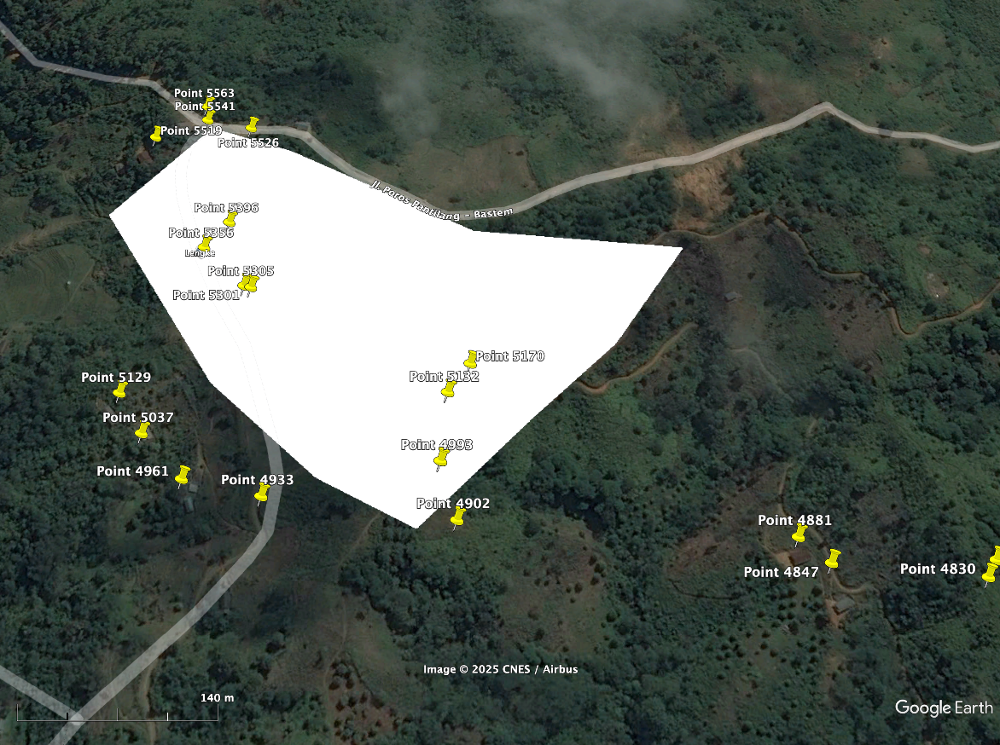 Point 5563
Point 5541
Point 5519
Point 5526
Jl. Poros Pantilang - Bastem
Point 5396
Point 5356
Lengke
Point 5305
Point 5301
Point 5170
Point 5129
Point 5132
Point 5037
Point 4993
Point 4961
Point 4933
Point 4902
Point 4881
Point 4847
Point 4830
Image © 2025 CNES / Airbus
140 m
Google Earth